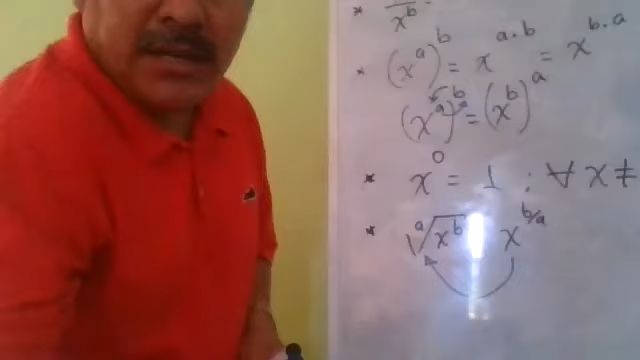 * ― x^b.
* (x^a)^b = x^{a·b} = x^{b·a}
(x^a)^b = (x^b)^a
* x^0 = 1 ; ∀ x ≠
* ᵃ√(x^b) x^{b/a}